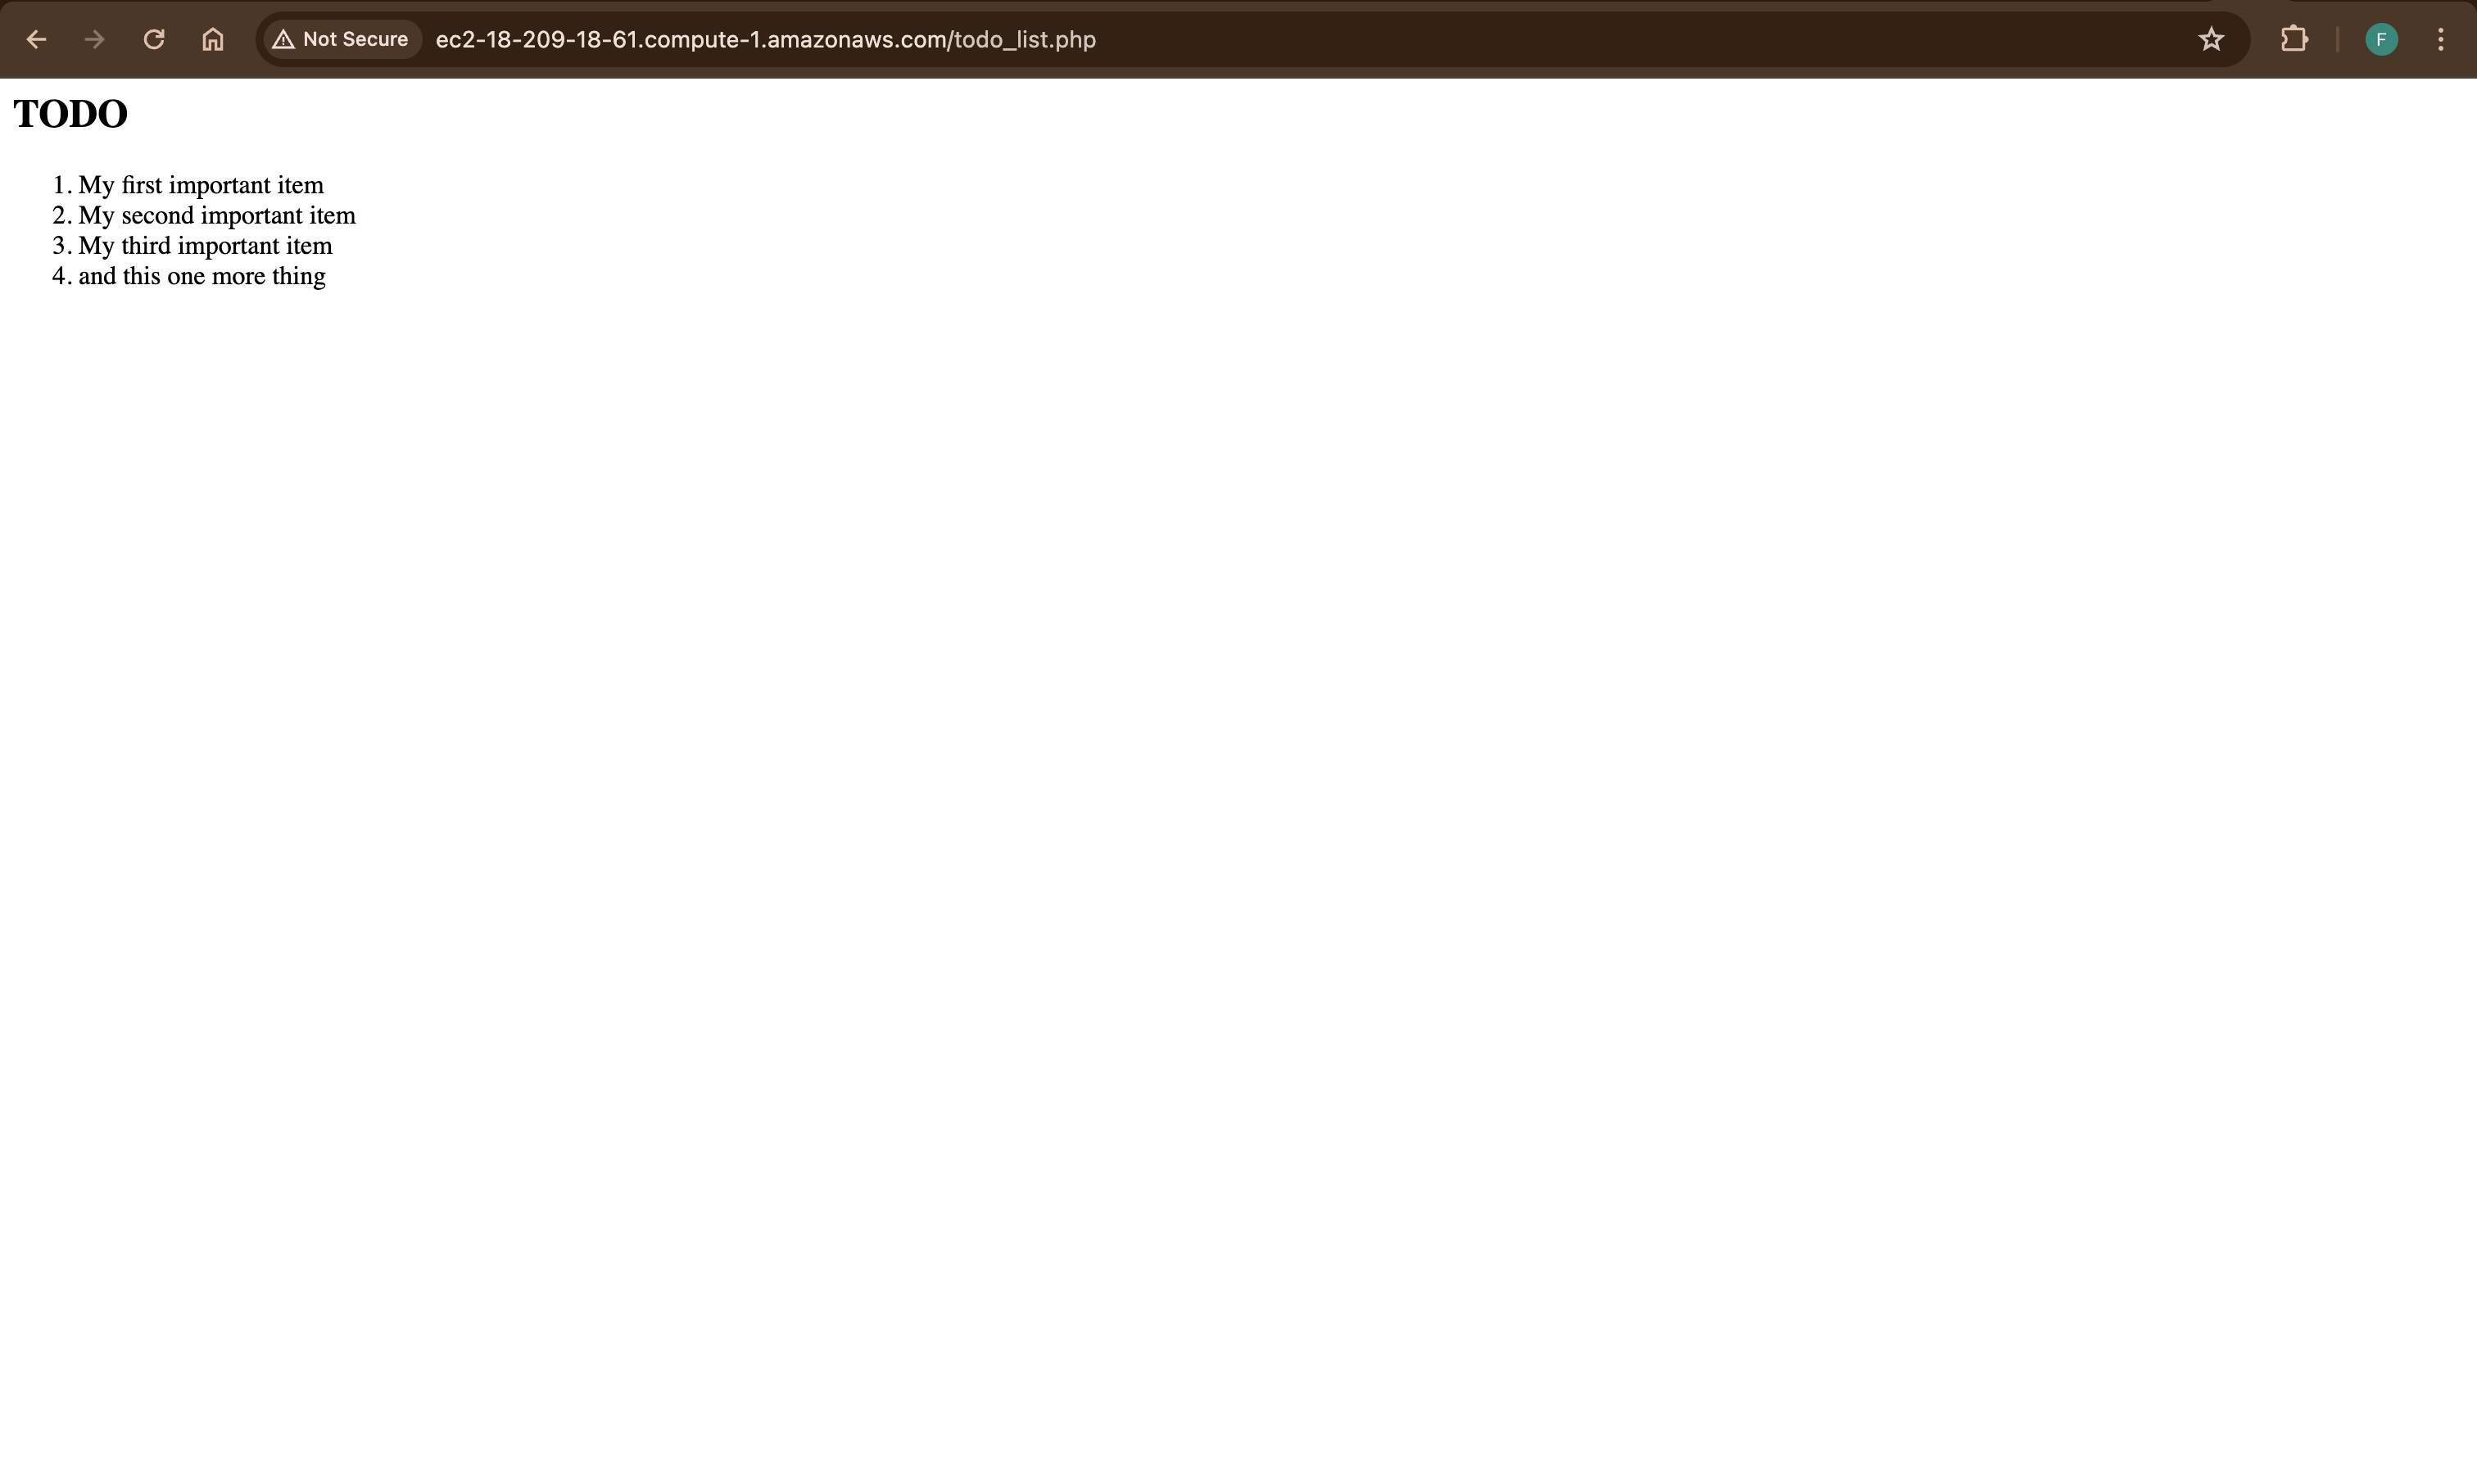 Not Secure ec2-18-209-18-61.compute-1.amazonaws.com/todo_list.php F
TODO
1. My first important item
2. My second important item
3. My third important item
4. and this one more thing